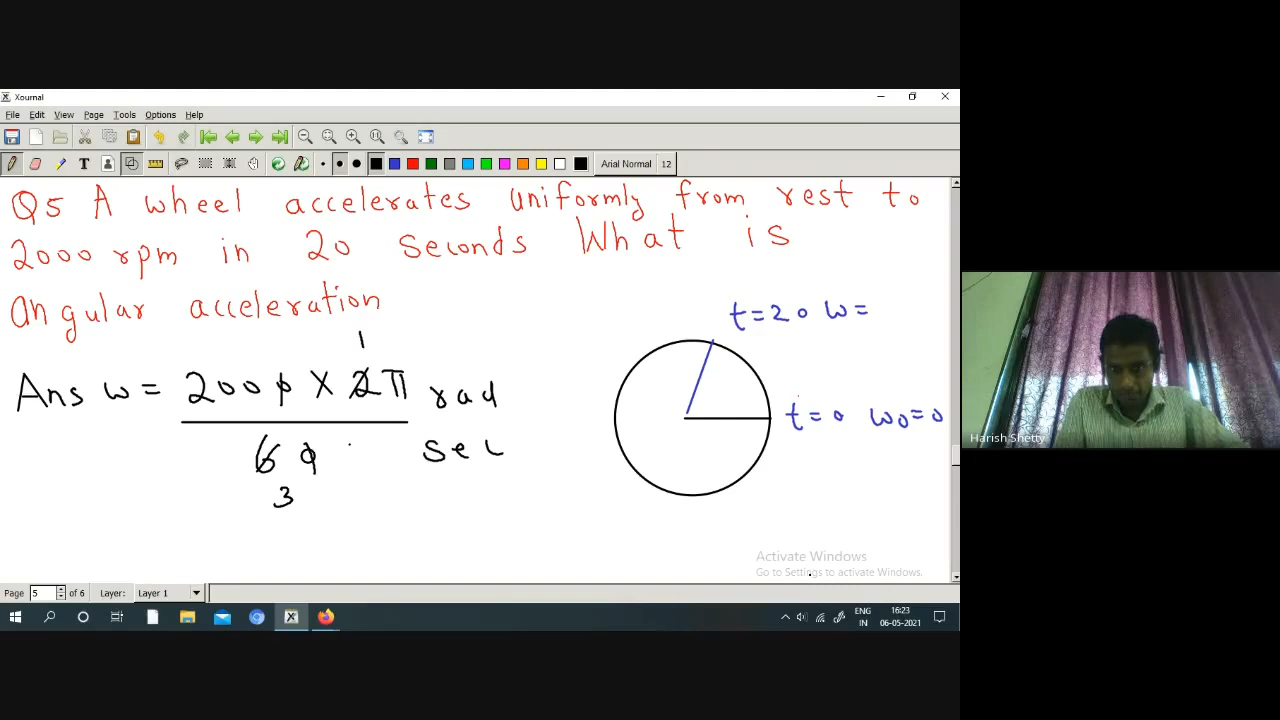 Xournal
File Edit View Page Tools Options Help
Arial Normal 12
Q5 A wheel accelerates uniformly from rest to
2000 rpm in 20 seconds What is
angular acceleration
t=20 w=
1
Ans w = 2000 X 2π rad
60 sec
3
t=0 w0=0
Harish Shetty
Activate Windows
Go to Settings to activate Windows.
Page 5 of 6 Layer: Layer 1
ENG
IN
16:23
06-05-2021